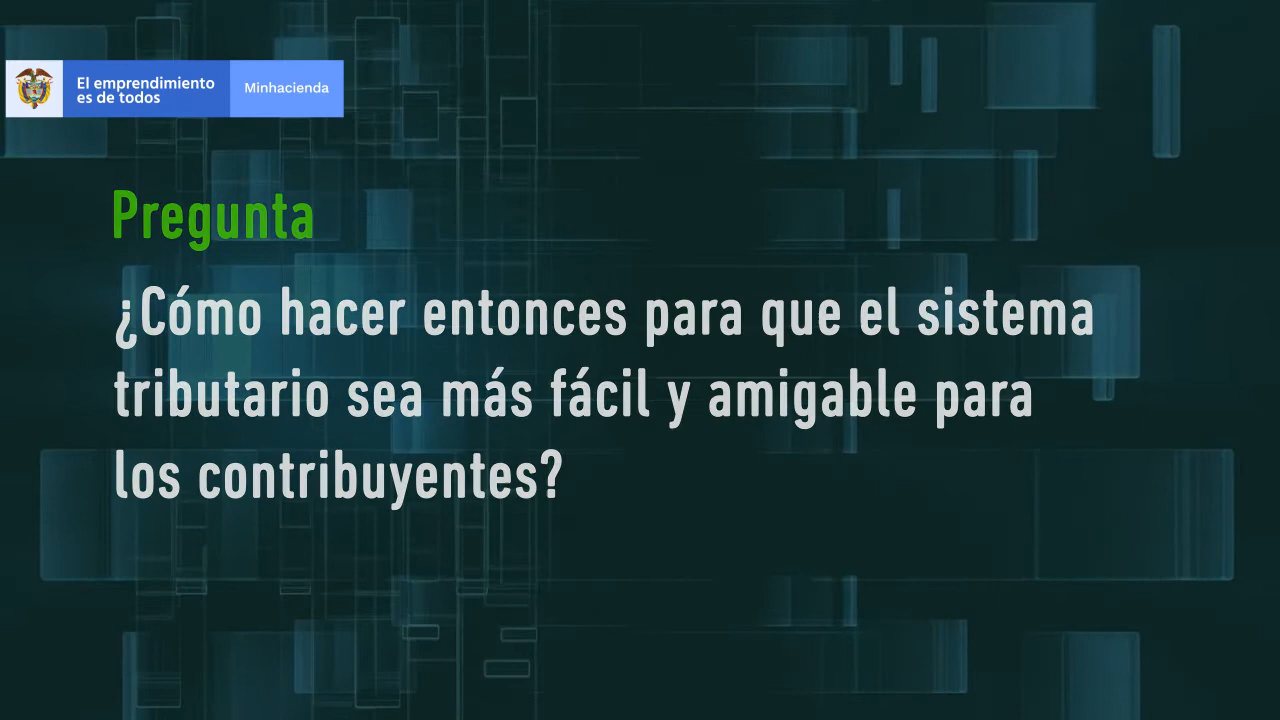 El emprendimiento
es de todos
Minhacienda
Pregunta
¿Cómo hacer entonces para que el sistema
tributario sea más fácil y amigable para
los contribuyentes?